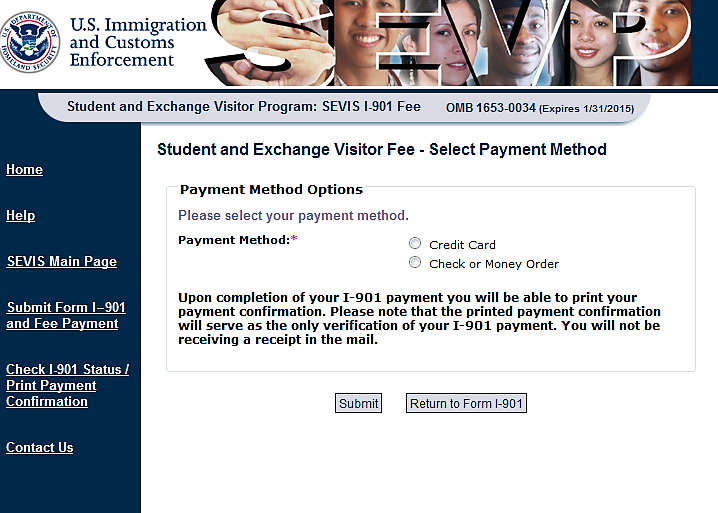 U.S. Immigration
and Customs
Enforcement
SEVP
Student and Exchange Visitor Program: SEVIS I-901 Fee OMB 1653-0034 (Expires 1/31/2015)
Home
Help
SEVIS Main Page
Submit Form I–901
and Fee Payment
Check I-901 Status /
Print Payment
Confirmation
Contact Us
Student and Exchange Visitor Fee - Select Payment Method
Payment Method Options
Please select your payment method.
Payment Method:*
Credit Card
Check or Money Order
Upon completion of your I-901 payment you will be able to print your
payment confirmation. Please note that the printed payment confirmation
will serve as the only verification of your I-901 payment. You will not be
receiving a receipt in the mail.
Submit Return to Form I-901